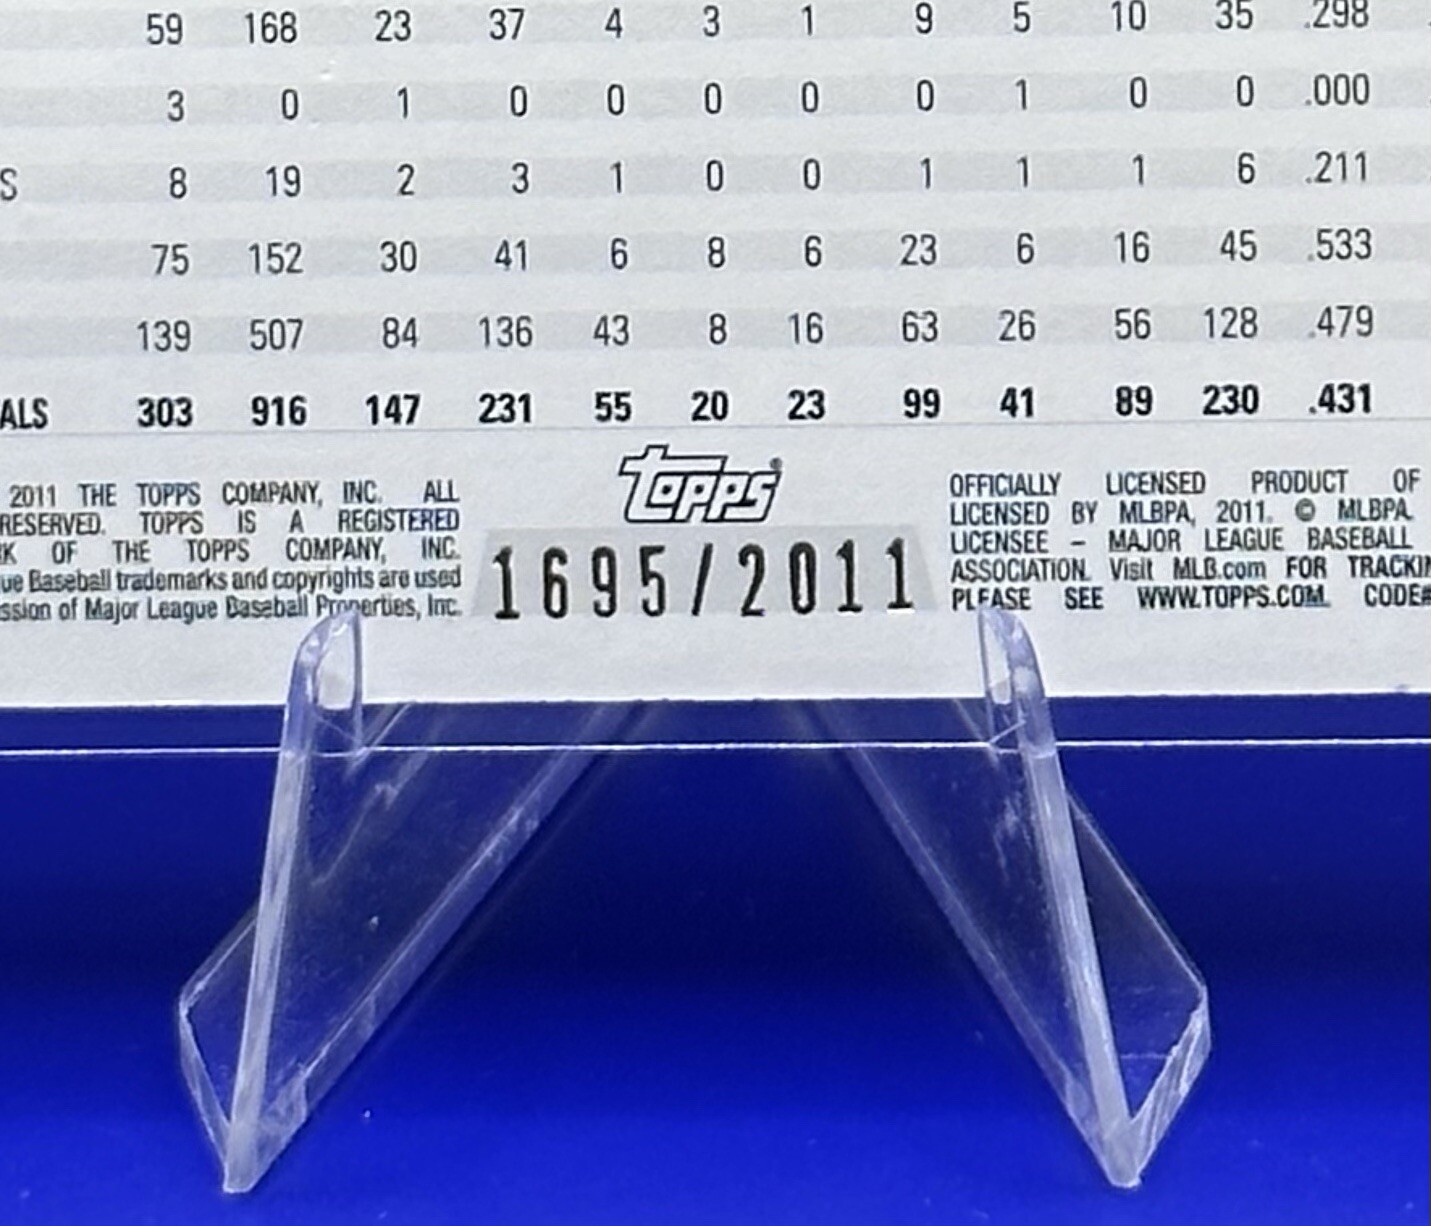 59 168 23 37 4 3 1 9 5 10 35 .298
3 0 1 0 0 0 0 0 1 0 0 .000
S 8 19 2 3 1 0 0 1 1 1 6 .211
75 152 30 41 6 8 6 23 6 16 45 .533
139 507 84 136 43 8 16 63 26 56 128 .479
ALS 303 916 147 231 55 20 23 99 41 89 230 .431
2011 THE TOPPS COMPANY, INC. ALL
RESERVED. TOPPS IS A REGISTERED
K OF THE TOPPS COMPANY, INC.
ue Baseball trademarks and copyrights are used
ssion of Major League Baseball Properties, Inc.
Topps®
1695/2011
OFFICIALLY LICENSED PRODUCT OF
LICENSED BY MLBPA, 2011. © MLBPA.
LICENSEE – MAJOR LEAGUE BASEBALL
ASSOCIATION. Visit MLB.com FOR TRACKIN
PLEASE SEE WWW.TOPPS.COM. CODE#